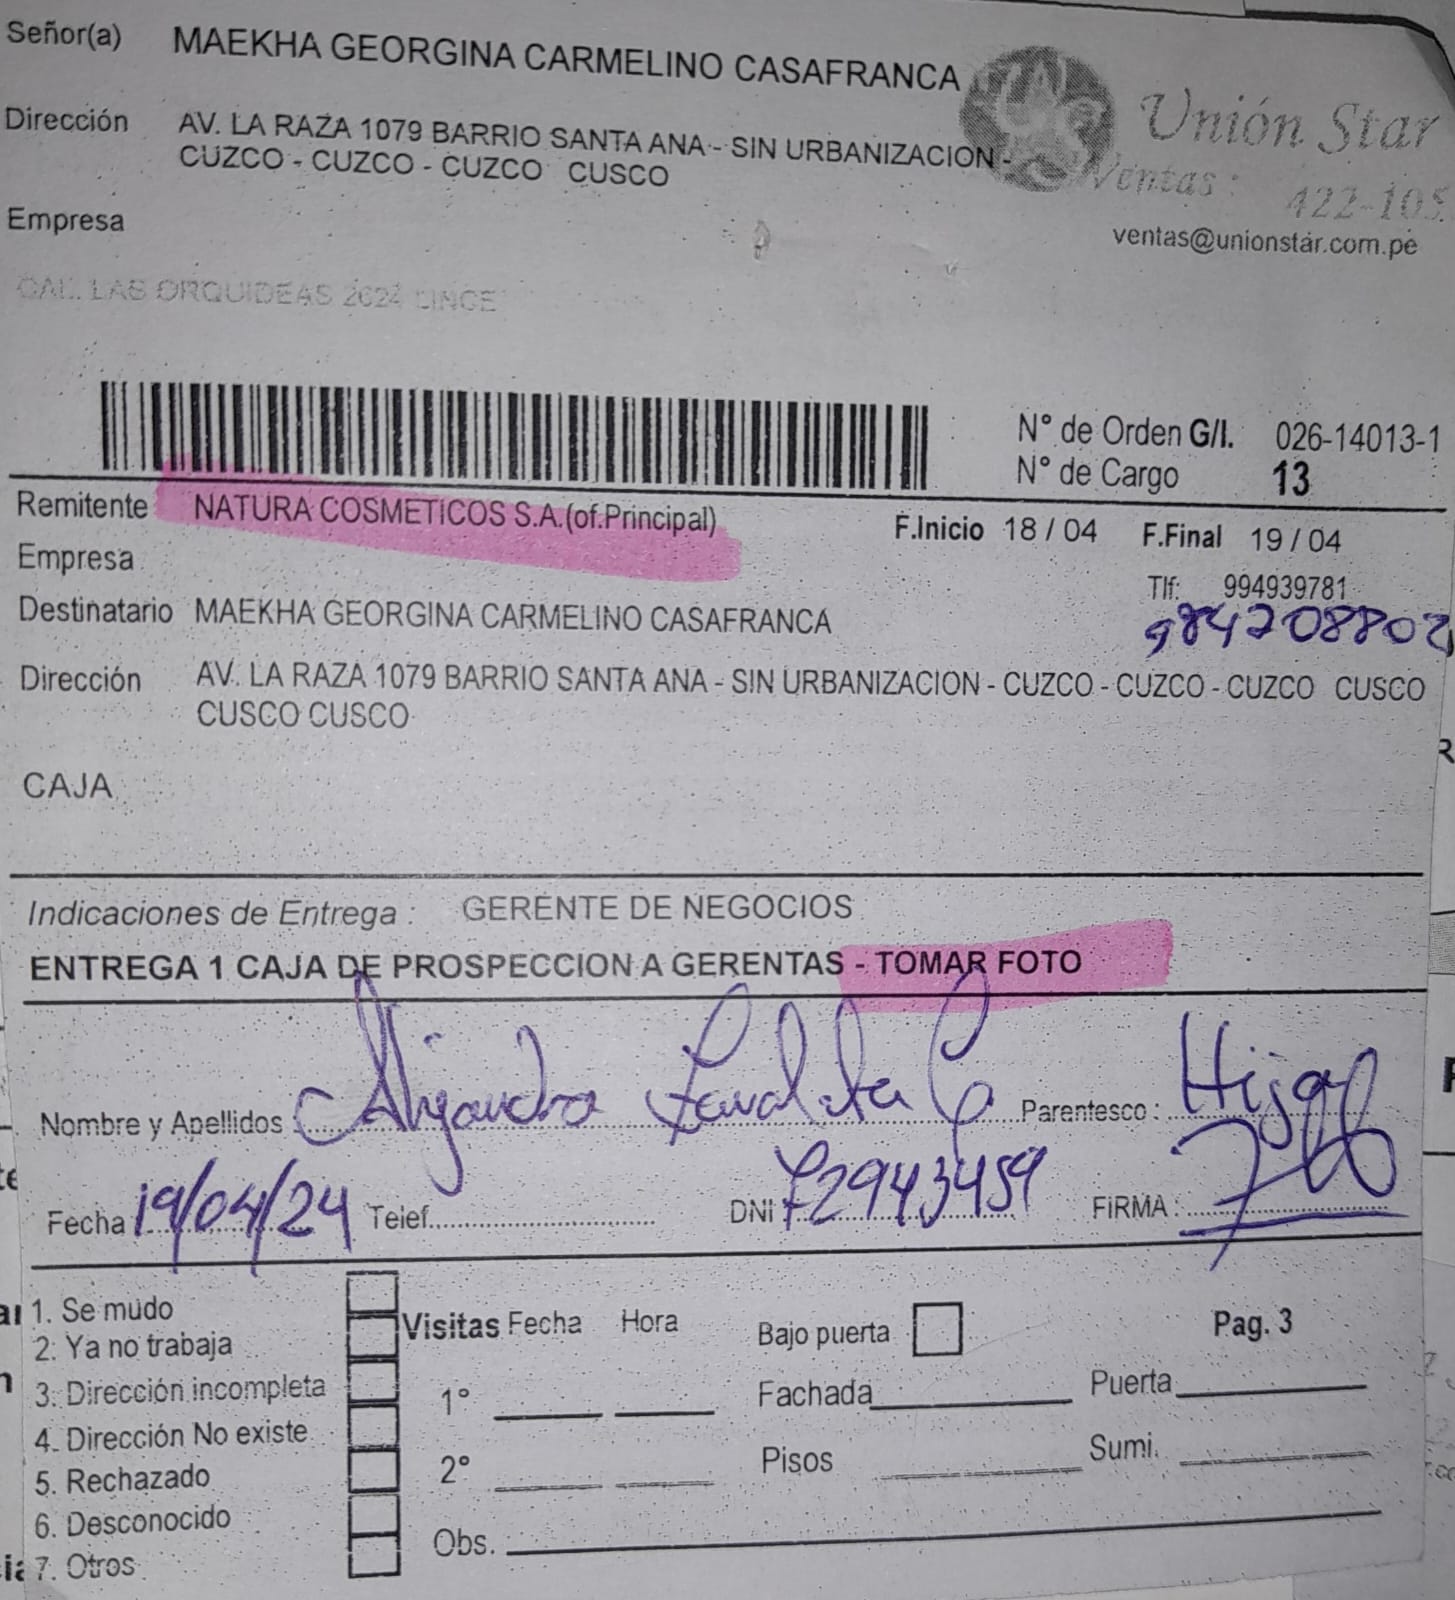 Señor(a) MAEKHA GEORGINA CARMELINO CASAFRANCA
Unión Star
Dirección AV. LA RAZA 1079 BARRIO SANTA ANA - SIN URBANIZACION -
CUZCO - CUZCO - CUZCO CUSCO
Ventas : 422-105
Empresa
ventas@unionstar.com.pe
CAL. LAS ORQUIDEAS 2624 LINCE
N° de Orden G/I. 026-14013-1
N° de Cargo 13
Remitente NATURA COSMETICOS S.A.(of.Principal) F.Inicio 18 / 04 F.Final 19 / 04
Empresa
Tlf: 994939781
Destinatario MAEKHA GEORGINA CARMELINO CASAFRANCA
984208802
Dirección AV. LA RAZA 1079 BARRIO SANTA ANA - SIN URBANIZACION - CUZCO - CUZCO - CUZCO CUSCO
CUSCO CUSCO
CAJA
Indicaciones de Entrega : GERENTE DE NEGOCIOS
ENTREGA 1 CAJA DE PROSPECCION A GERENTAS - TOMAR FOTO
Nombre y Apellidos : Alejandra Zavaleta C Parentesco : Hija
Fecha 19/04/24 Telef. DNI 72943459 FIRMA :
1. Se mudo
2. Ya no trabaja
3. Dirección incompleta
4. Dirección No existe
5. Rechazado
6. Desconocido
7. Otros
Visitas Fecha Hora
1°
2°
Obs.
Bajo puerta Pag. 3
Fachada Puerta
Pisos Sumi.